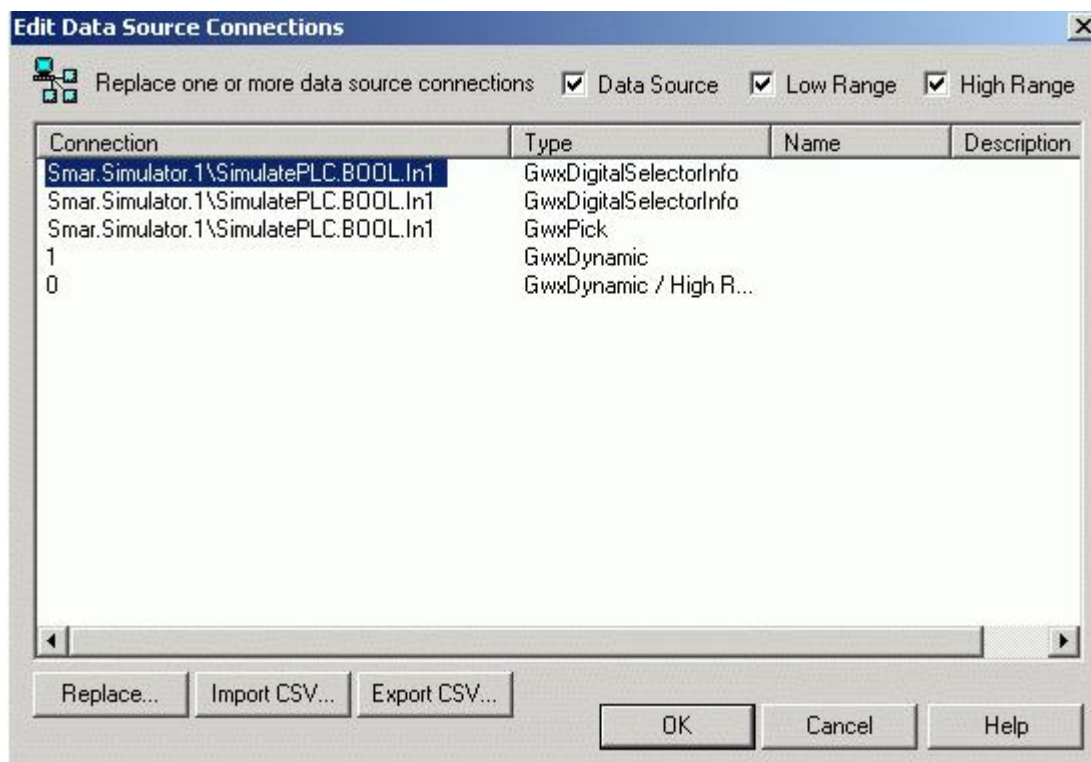 Edit Data Source Connections
Replace one or more data source connections Data Source Low Range High Range
Connection Type Name Description
Smar.Simulator.1\SimulatePLC.BOOL.In1 GwxDigitalSelectorInfo
Smar.Simulator.1\SimulatePLC.BOOL.In1 GwxDigitalSelectorInfo
Smar.Simulator.1\SimulatePLC.BOOL.In1 GwxPick
1 GwxDynamic
0 GwxDynamic / High R...
Replace... Import CSV... Export CSV...
OK Cancel Help